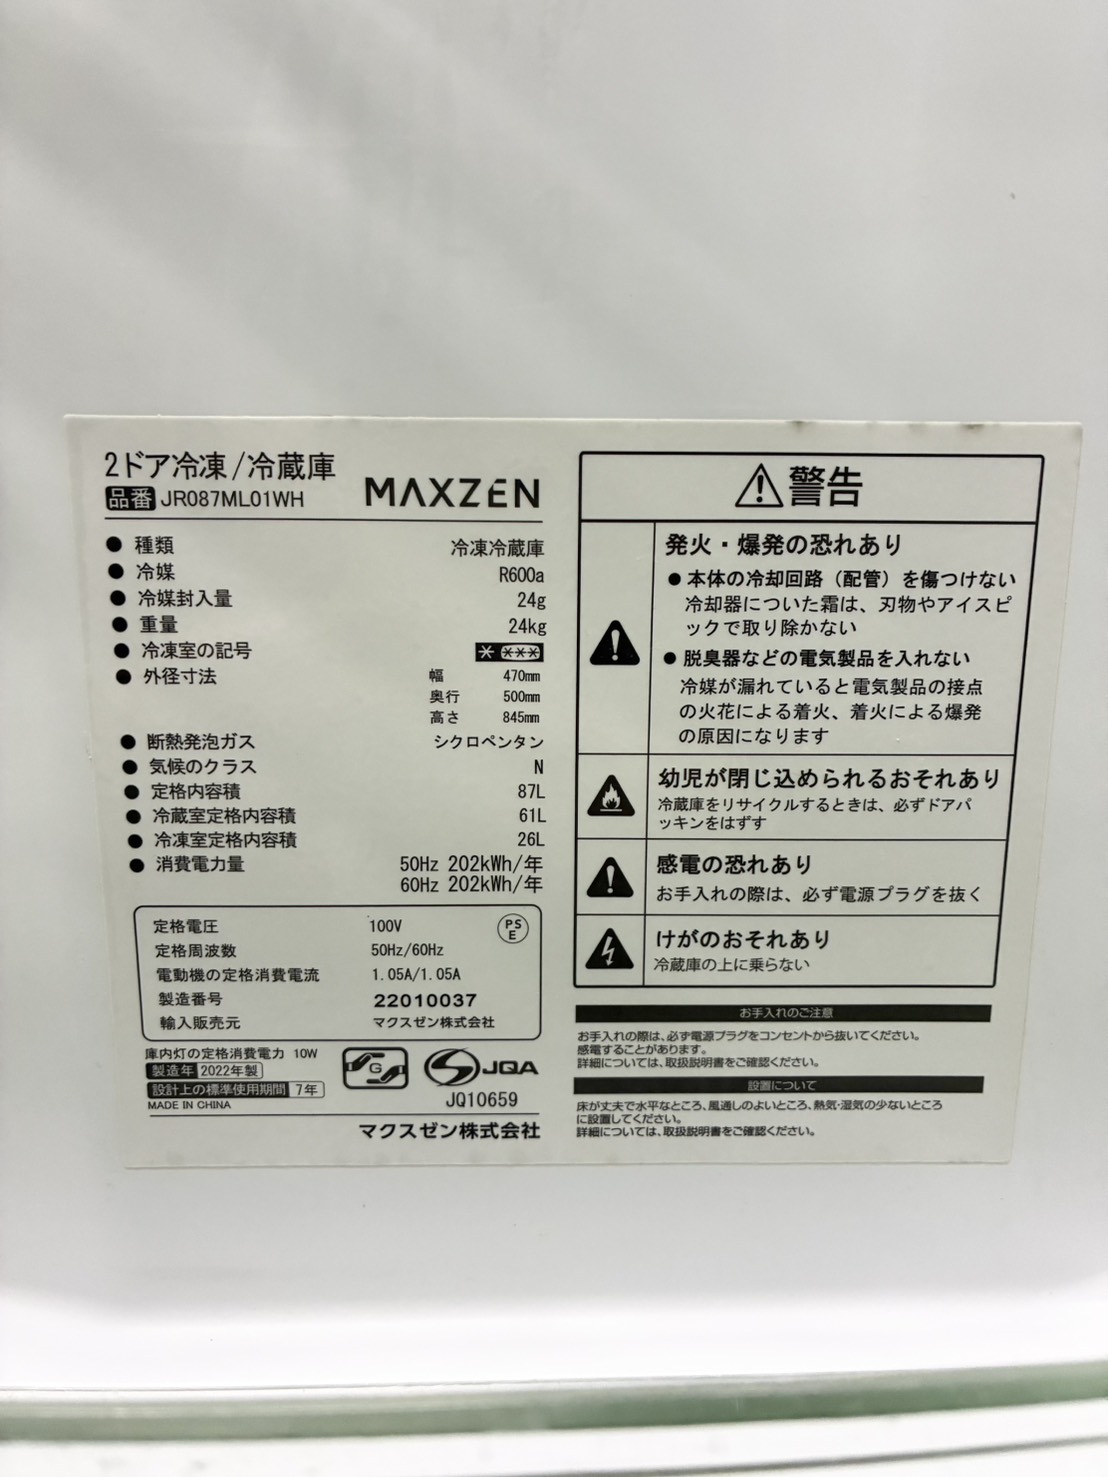 2ドア冷凍/冷蔵庫
品番 JR087ML01WH
MAXZEN
● 種類 冷凍冷蔵庫
● 冷媒 R600a
● 冷媒封入量 24g
● 重量 24kg
● 冷凍室の記号
● 外径寸法 幅 470mm
奥行 500mm
高さ 845mm
● 断熱発泡ガス シクロペンタン
● 気候のクラス N
● 定格内容積 87L
● 冷蔵室定格内容積 61L
● 冷凍室定格内容積 26L
● 消費電力量 50Hz 202kWh/年
60Hz 202kWh/年
定格電圧 100V
PSE
定格周波数 50Hz/60Hz
電動機の定格消費電流 1.05A/1.05A
製造番号 22010037
輸入販売元 マクスゼン株式会社
庫内灯の定格消費電力 10W
製造年 2022年製
設計上の標準使用期間 7年
MADE IN CHINA
G
S JQA
JQ10659
マクスゼン株式会社
警告
発火・爆発の恐れあり
● 本体の冷却回路（配管）を傷つけない
冷却器についた霜は、刃物やアイスピ
ックで取り除かない
● 脱臭器などの電気製品を入れない
冷媒が漏れていると電気製品の接点
の火花による着火、着火による爆発
の原因になります
幼児が閉じ込められるおそれあり
冷蔵庫をリサイクルするときは、必ずドアパ
ッキンをはずす
感電の恐れあり
お手入れの際は、必ず電源プラグを抜く
けがのおそれあり
冷蔵庫の上に乗らない
お手入れのご注意
お手入れの際は、必ず電源プラグをコンセントから抜いてください。
感電することがあります。
詳細については、取扱説明書をご確認ください。
設置について
床が丈夫で水平なところ、風通しのよいところ、熱気・湿気の少ないところ
に設置してください。
詳細については、取扱説明書をご確認ください。